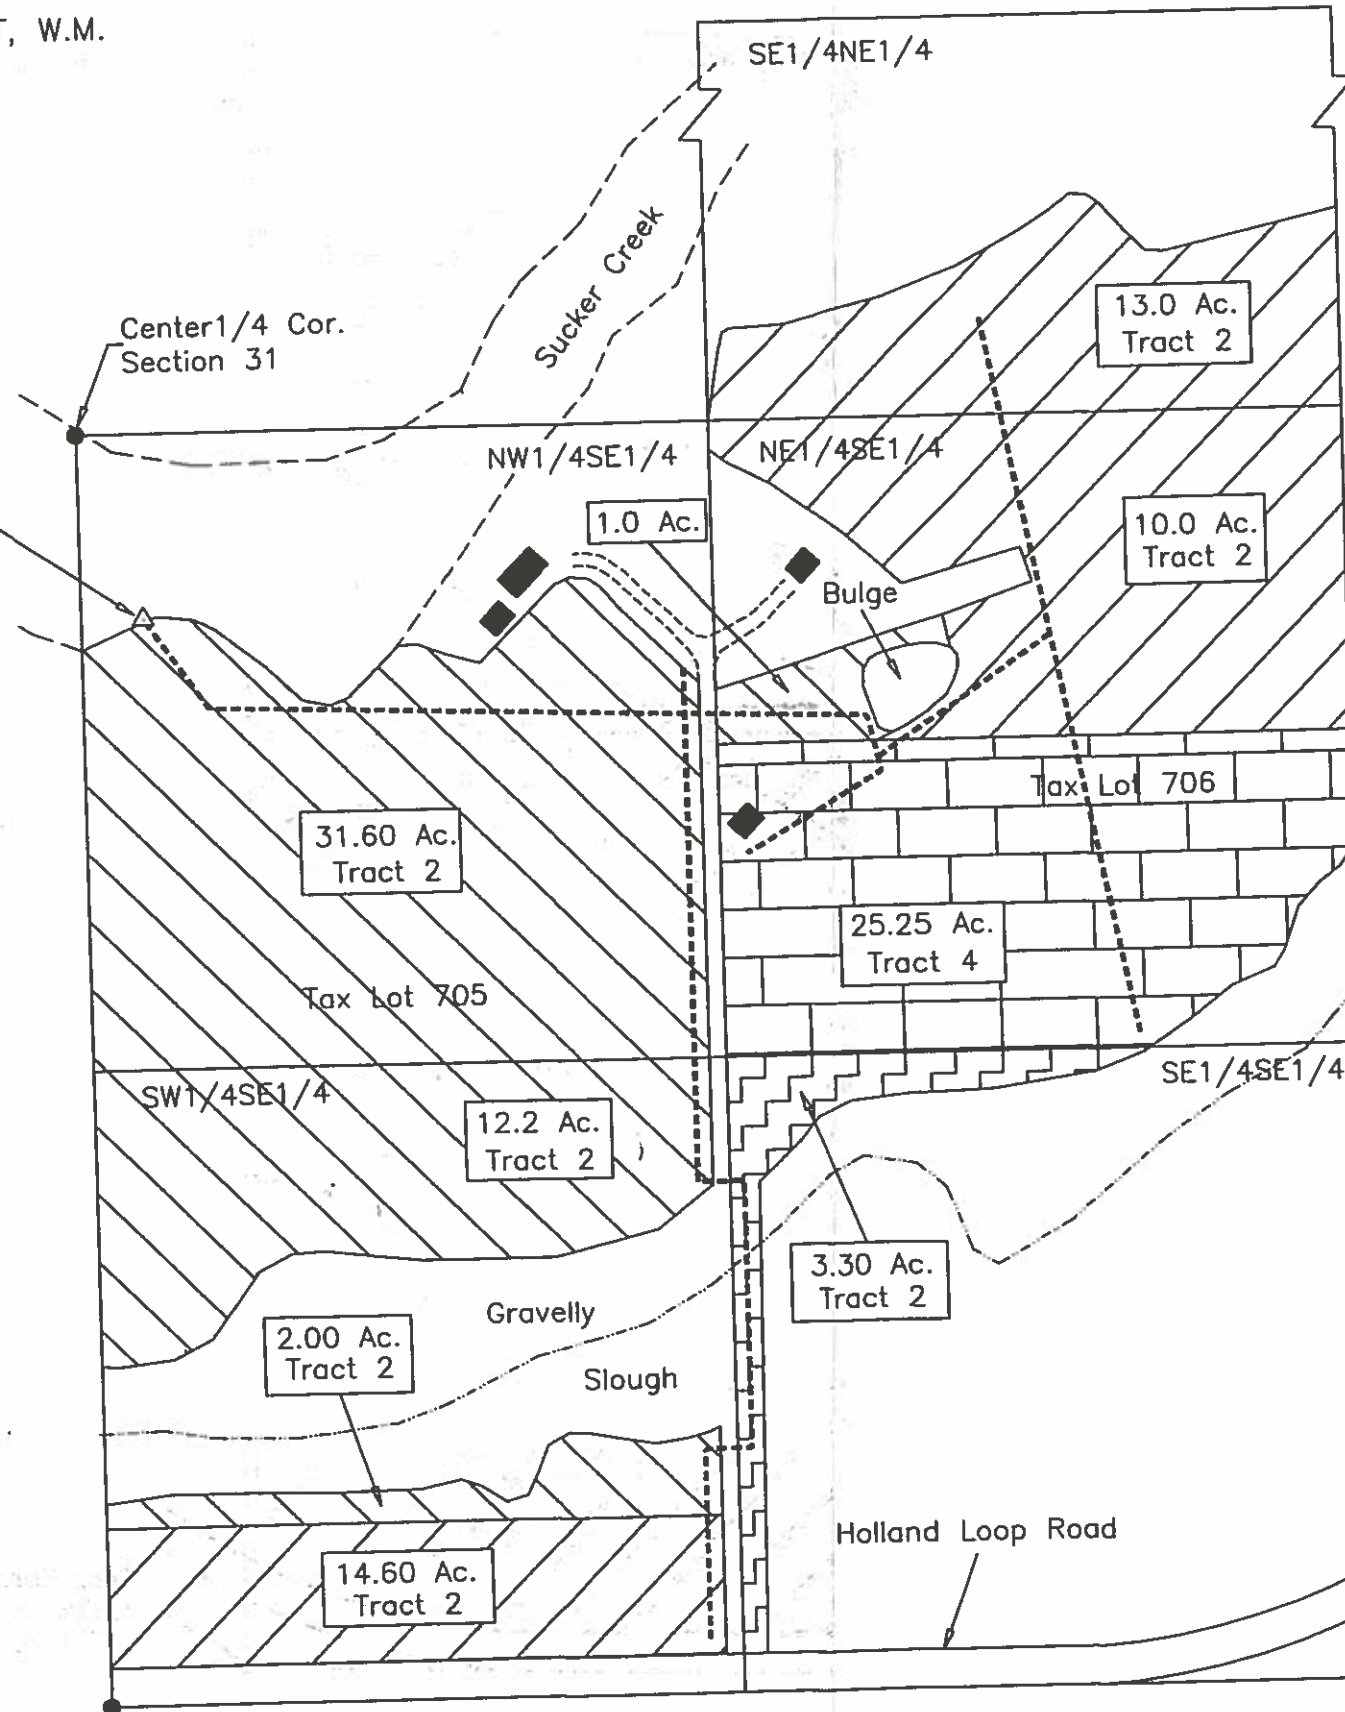 T, W.M.
SE1/4NE1/4
Sucker Creek
Center1/4 Cor.
Section 31
13.0 Ac.
Tract 2
NW1/4SE1/4
NE1/4SE1/4
1.0 Ac.
10.0 Ac.
Tract 2
Bulge
Tax Lot 706
31.60 Ac.
Tract 2
25.25 Ac.
Tract 4
Tax Lot 705
SW1/4SE1/4
SE1/4SE1/4
12.2 Ac.
Tract 2
3.30 Ac.
Tract 2
Gravelly
Slough
2.00 Ac.
Tract 2
Holland Loop Road
14.60 Ac.
Tract 2